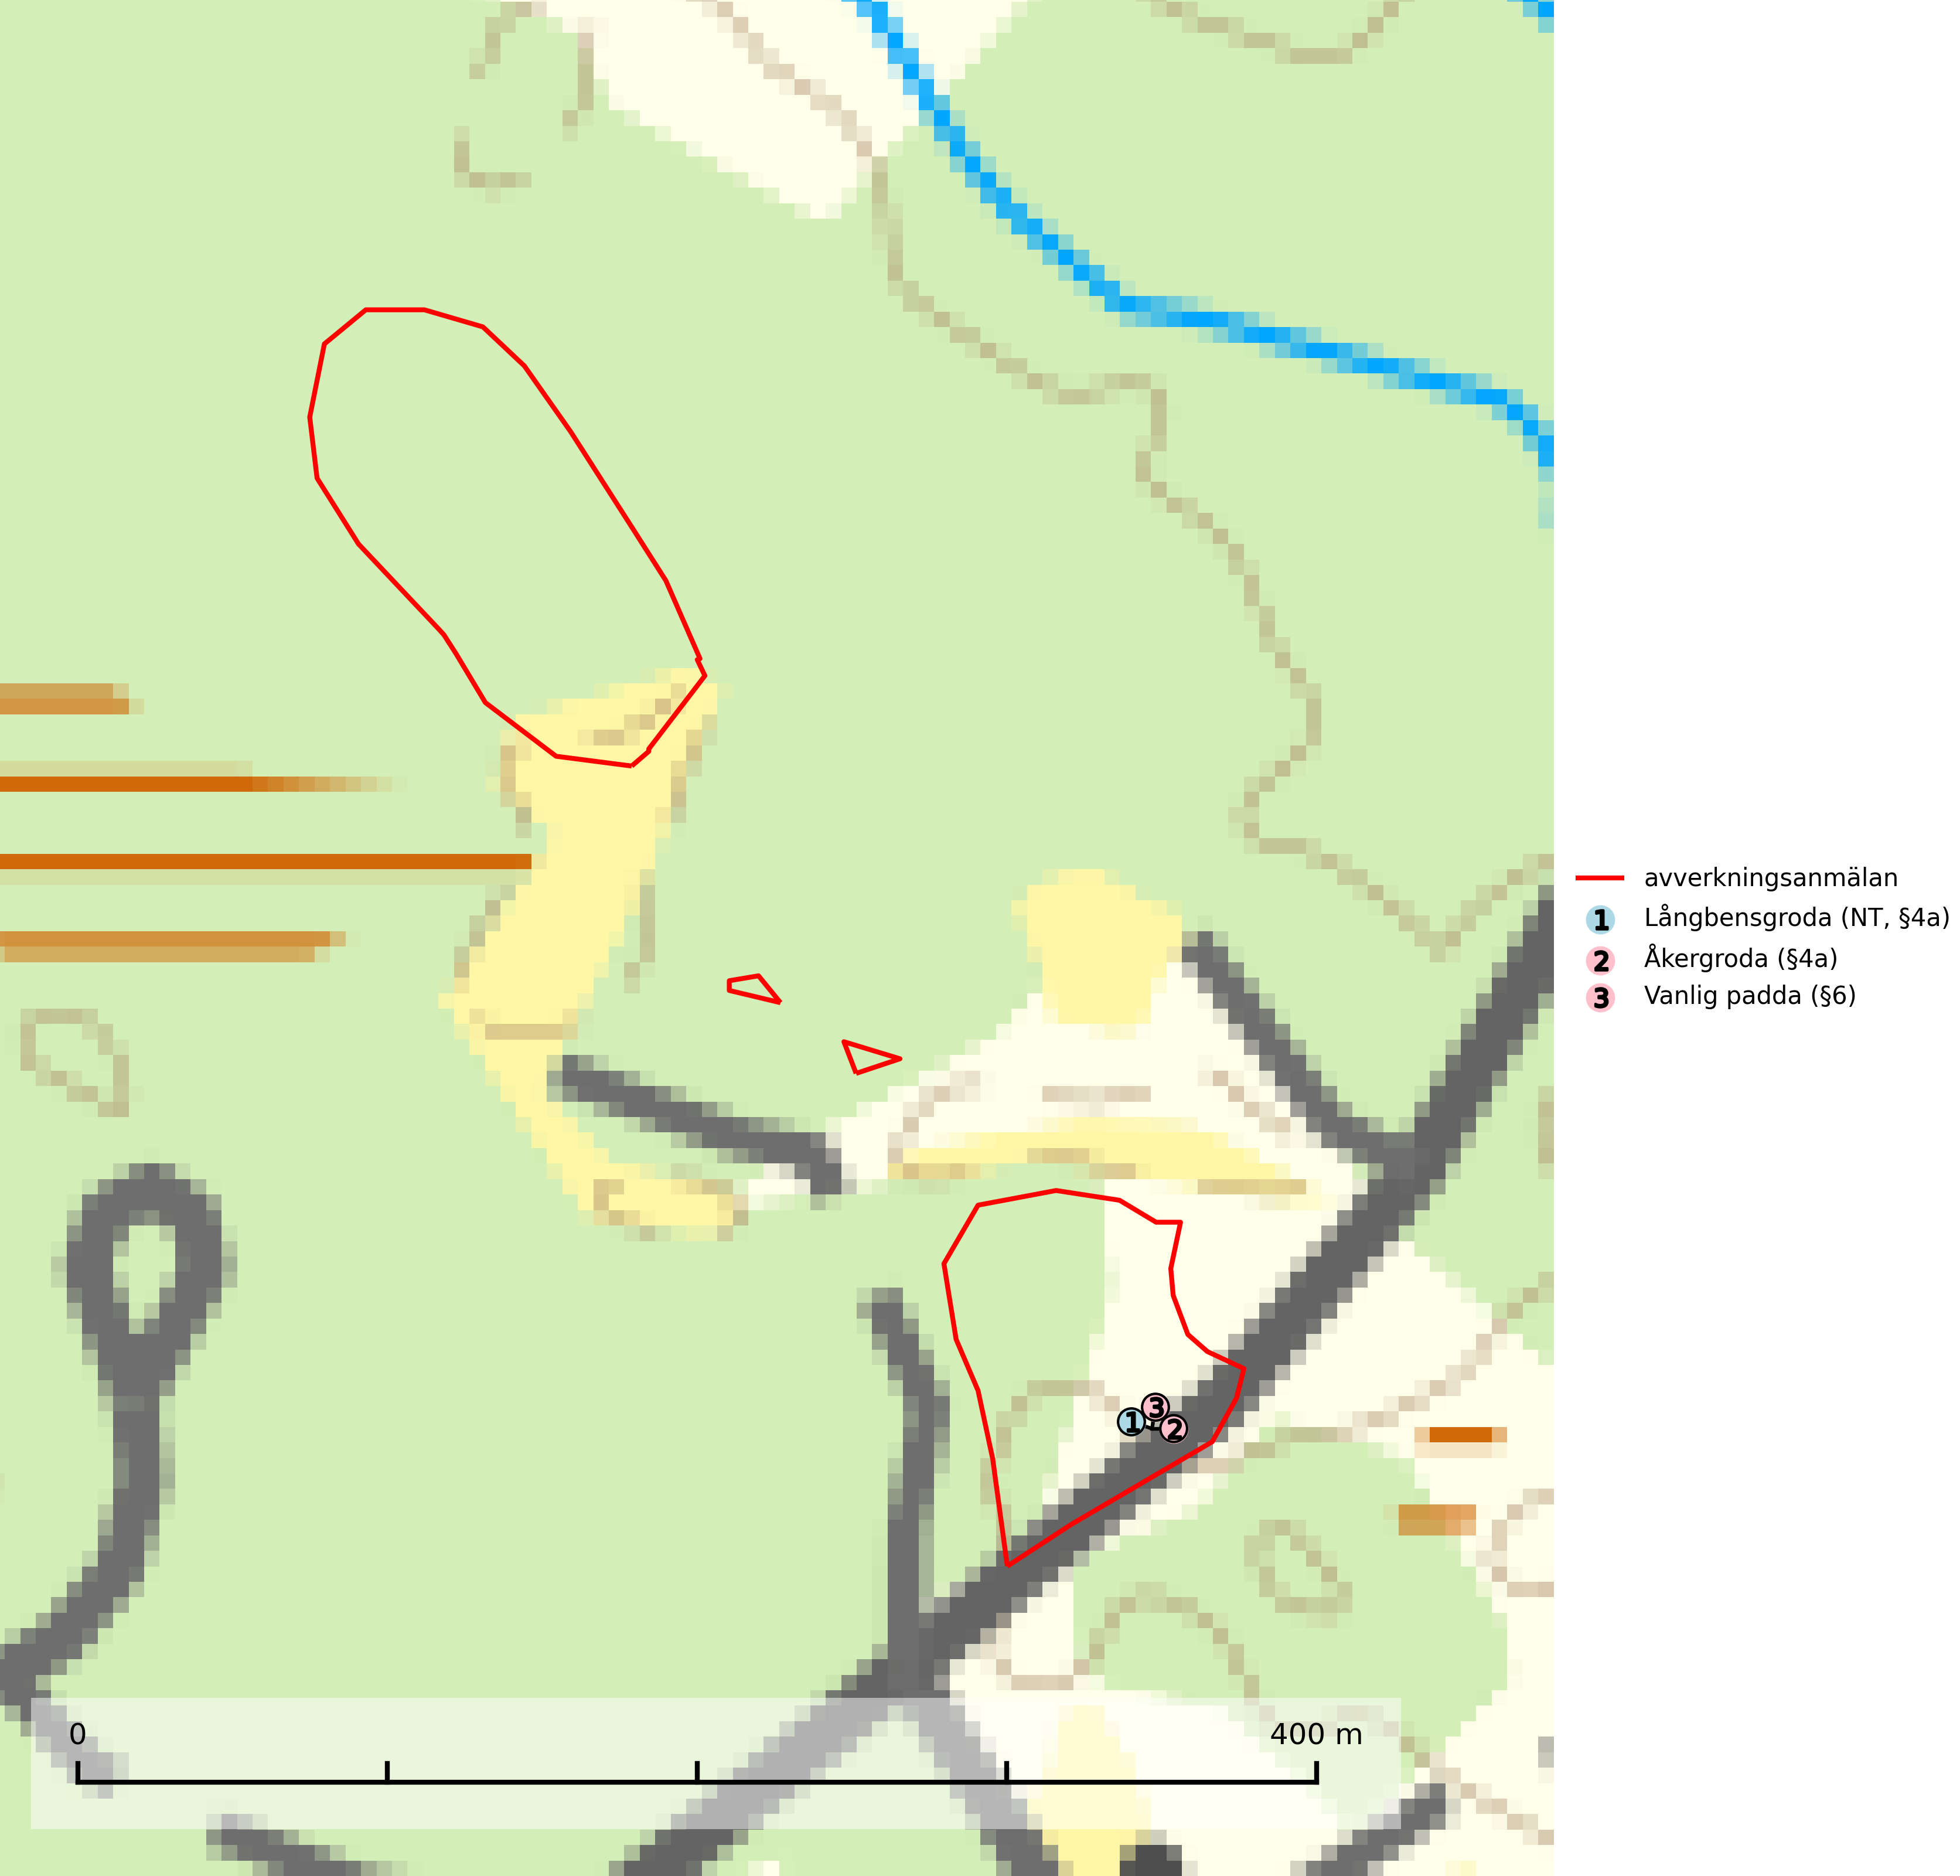 avverkningsanmälan
1 Långbensgroda (NT, §4a)
2 Åkergroda (§4a)
3 Vanlig padda (§6)
3
1
2
0 400 m